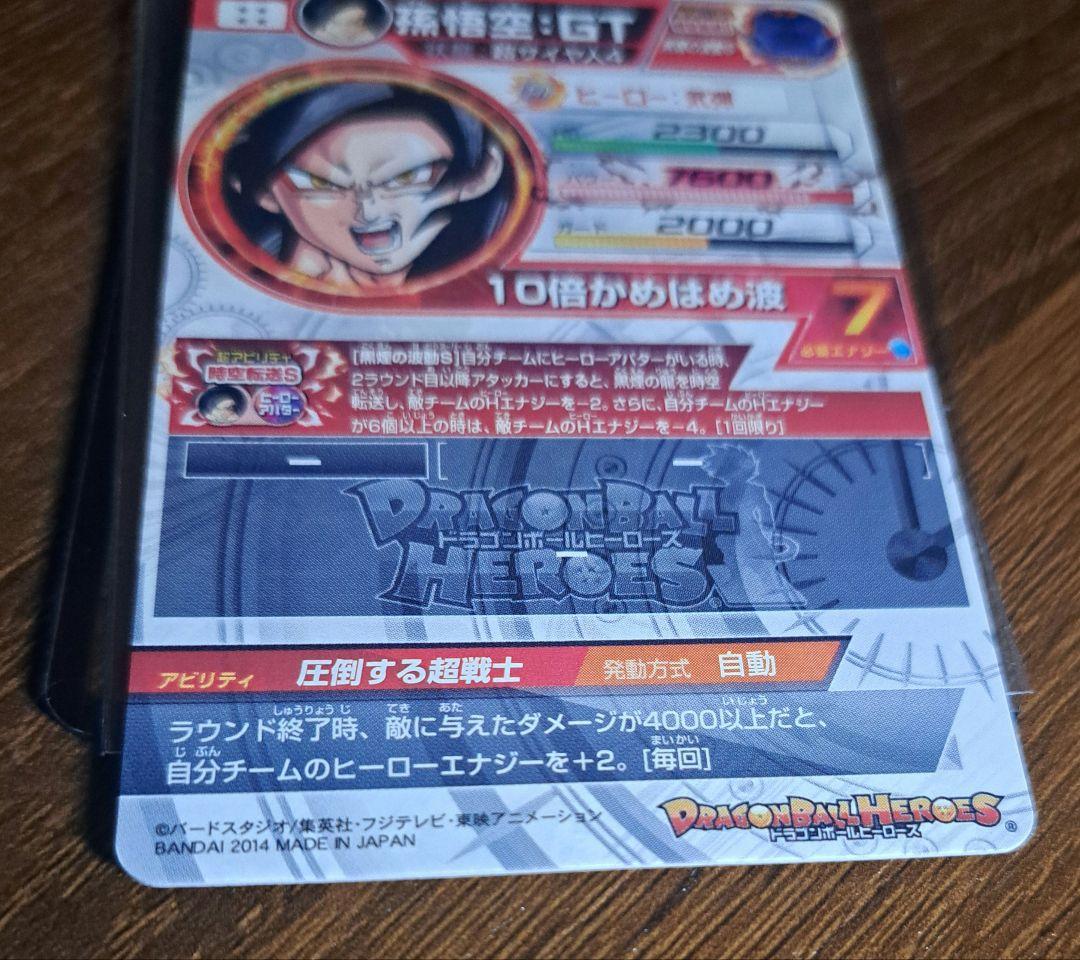 孫悟空:GT
超サイヤ人4
ヒーロー:
2300
7600
ガード 2000
10倍かめはめ波
7
必要エナジー
超アビリティ
時空転送S
ヒーロー
アバター
[黒煙の波動S]自分チームにヒーローアバターがいる時、
2ラウンド目以降アタッカーにすると、黒煙の龍を時空
転送し、敵チームのHエナジーを-2。さらに、自分チームのHエナジー
が6個以上の時は、敵チームのHエナジーを-4。[1回限り]
DRAGONBALL
ドラゴンボールヒーローズ
HEROES
アビリティ 圧倒する超戦士 発動方式 自動
ラウンド終了時、敵に与えたダメージが4000以上だと、
自分チームのヒーローエナジーを+2。[毎回]
©バードスタジオ/集英社・フジテレビ・東映アニメーション
BANDAI 2014 MADE IN JAPAN
DRAGONBALL HEROES®
ドラゴンボールヒーローズ